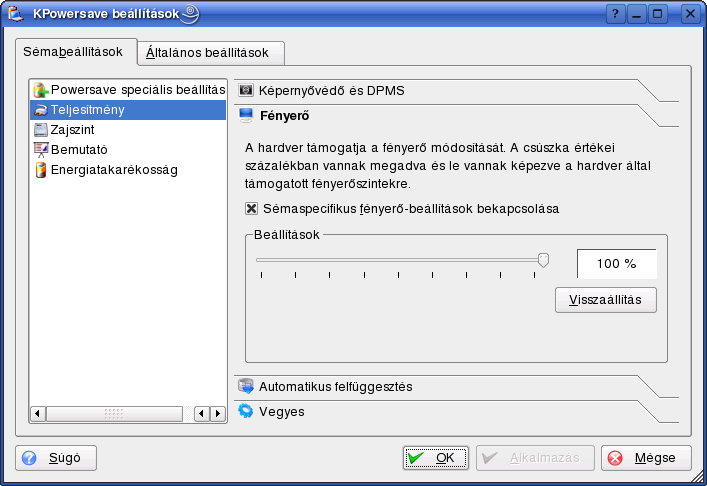 KPowersave beállítások
Sémabeállítások
Általános beállítások
Powersave speciális beállítás
Teljesítmény
Zajszint
Bemutató
Energiatakarékosság
Képernyővédő és DPMS
Fényerő
A hardver támogatja a fényerő módosítását. A csúszka értékei
százalékban vannak megadva és le vannak képezve a hardver által
támogatott fényerőszintekre.
Sémaspecifikus fényerő-beállítások bekapcsolása
Beállítások
100 %
Visszaállítás
Automatikus felfüggesztés
Vegyes
Súgó
OK
Alkalmazás
Mégse